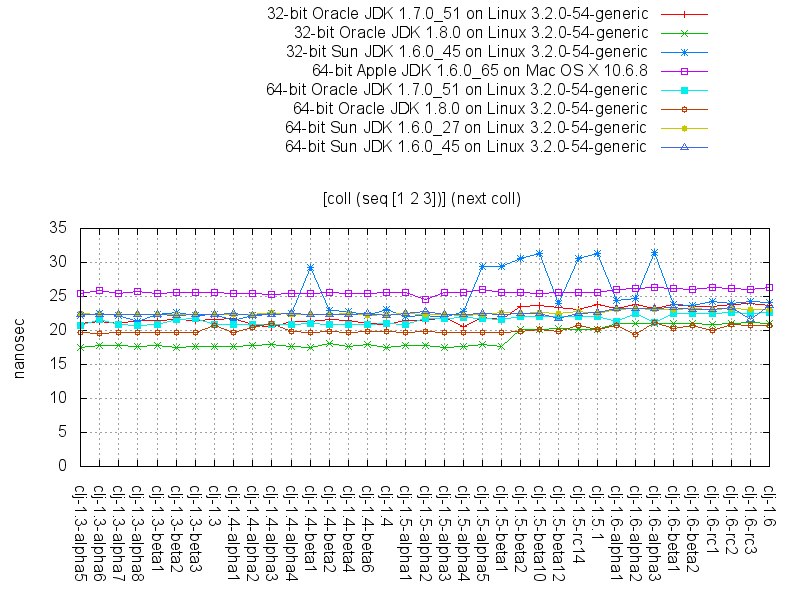 32-bit Oracle JDK 1.7.0_51 on Linux 3.2.0-54-generic
32-bit Oracle JDK 1.8.0 on Linux 3.2.0-54-generic
32-bit Sun JDK 1.6.0_45 on Linux 3.2.0-54-generic
64-bit Apple JDK 1.6.0_65 on Mac OS X 10.6.8
64-bit Oracle JDK 1.7.0_51 on Linux 3.2.0-54-generic
64-bit Oracle JDK 1.8.0 on Linux 3.2.0-54-generic
64-bit Sun JDK 1.6.0_27 on Linux 3.2.0-54-generic
64-bit Sun JDK 1.6.0_45 on Linux 3.2.0-54-generic
[coll (seq [1 2 3])] (next coll)
35
30
25
20
15
10
5
0
nanosec
clj-1.3-alpha5
clj-1.3-alpha6
clj-1.3-alpha7
clj-1.3-alpha8
clj-1.3-beta1
clj-1.3-beta2
clj-1.3-beta3
clj-1.3
clj-1.4-alpha1
clj-1.4-alpha2
clj-1.4-alpha3
clj-1.4-alpha4
clj-1.4-beta1
clj-1.4-beta2
clj-1.4-beta4
clj-1.4-beta6
clj-1.4
clj-1.5-alpha1
clj-1.5-alpha2
clj-1.5-alpha3
clj-1.5-alpha4
clj-1.5-alpha5
clj-1.5-beta1
clj-1.5-beta2
clj-1.5-beta10
clj-1.5-beta12
clj-1.5-rc14
clj-1.5.1
clj-1.6-alpha1
clj-1.6-alpha2
clj-1.6-alpha3
clj-1.6-beta1
clj-1.6-beta2
clj-1.6-rc1
clj-1.6-rc2
clj-1.6-rc3
clj-1.6